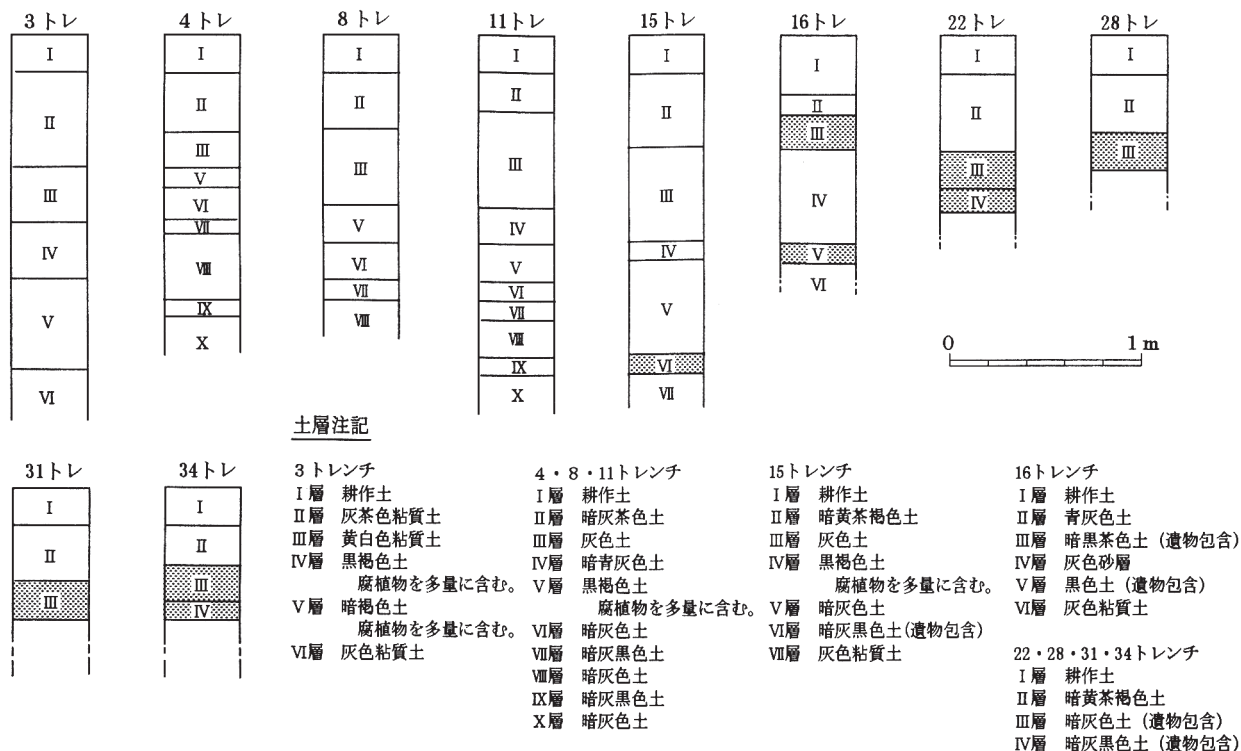 3トレ
I
II
III
IV
V
VI
4トレ
I
II
III
V
VI
VII
VIII
IX
X
8トレ
I
II
III
V
VI
VII
VIII
11トレ
I
II
III
IV
V
VI
VII
VIII
IX
X
15トレ
I
II
III
IV
V
VI
VII
16トレ
I
II
III
IV
V
VI
22トレ
I
II
III
IV
28トレ
I
II
III
0 1 m
31トレ
I
II
III
34トレ
I
II
III
IV
土層注記
3トレンチ
I層 耕作土
II層 灰茶色粘質土
III層 黄白色粘質土
IV層 黒褐色土
腐植物を多量に含む。
V層 暗褐色土
腐植物を多量に含む。
VI層 灰色粘質土
4・8・11トレンチ
I層 耕作土
II層 暗灰茶色土
III層 灰色土
IV層 暗青灰色土
V層 黒褐色土
腐植物を多量に含む。
VI層 暗灰色土
VII層 暗灰黒色土
VIII層 暗灰色土
IX層 暗灰黒色土
X層 暗灰色土
15トレンチ
I層 耕作土
II層 暗黄茶褐色土
III層 灰色土
IV層 黒褐色土
腐植物を多量に含む。
V層 暗灰色土
VI層 暗灰黒色土(遺物包含)
VII層 灰色粘質土
16トレンチ
I層 耕作土
II層 青灰色土
III層 暗黒茶色土(遺物包含)
IV層 灰色砂層
V層 黒色土(遺物包含)
VI層 灰色粘質土
22・28・31・34トレンチ
I層 耕作土
II層 暗黄茶褐色土
III層 暗灰色土(遺物包含)
IV層 暗灰黒色土(遺物包含)